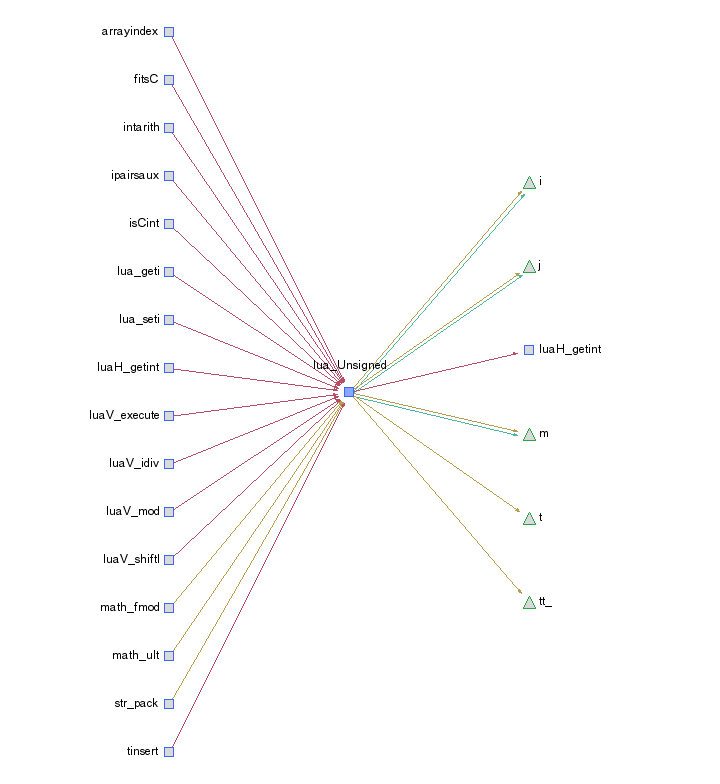 arrayindex
fitsC
intarith
ipairsaux
isCint
lua_geti
lua_seti
luaH_getint
luaV_execute
luaV_idiv
luaV_mod
luaV_shiftl
math_fmod
math_ult
str_pack
tinsert
lua_Unsigned
i
j
luaH_getint
m
t
tt_